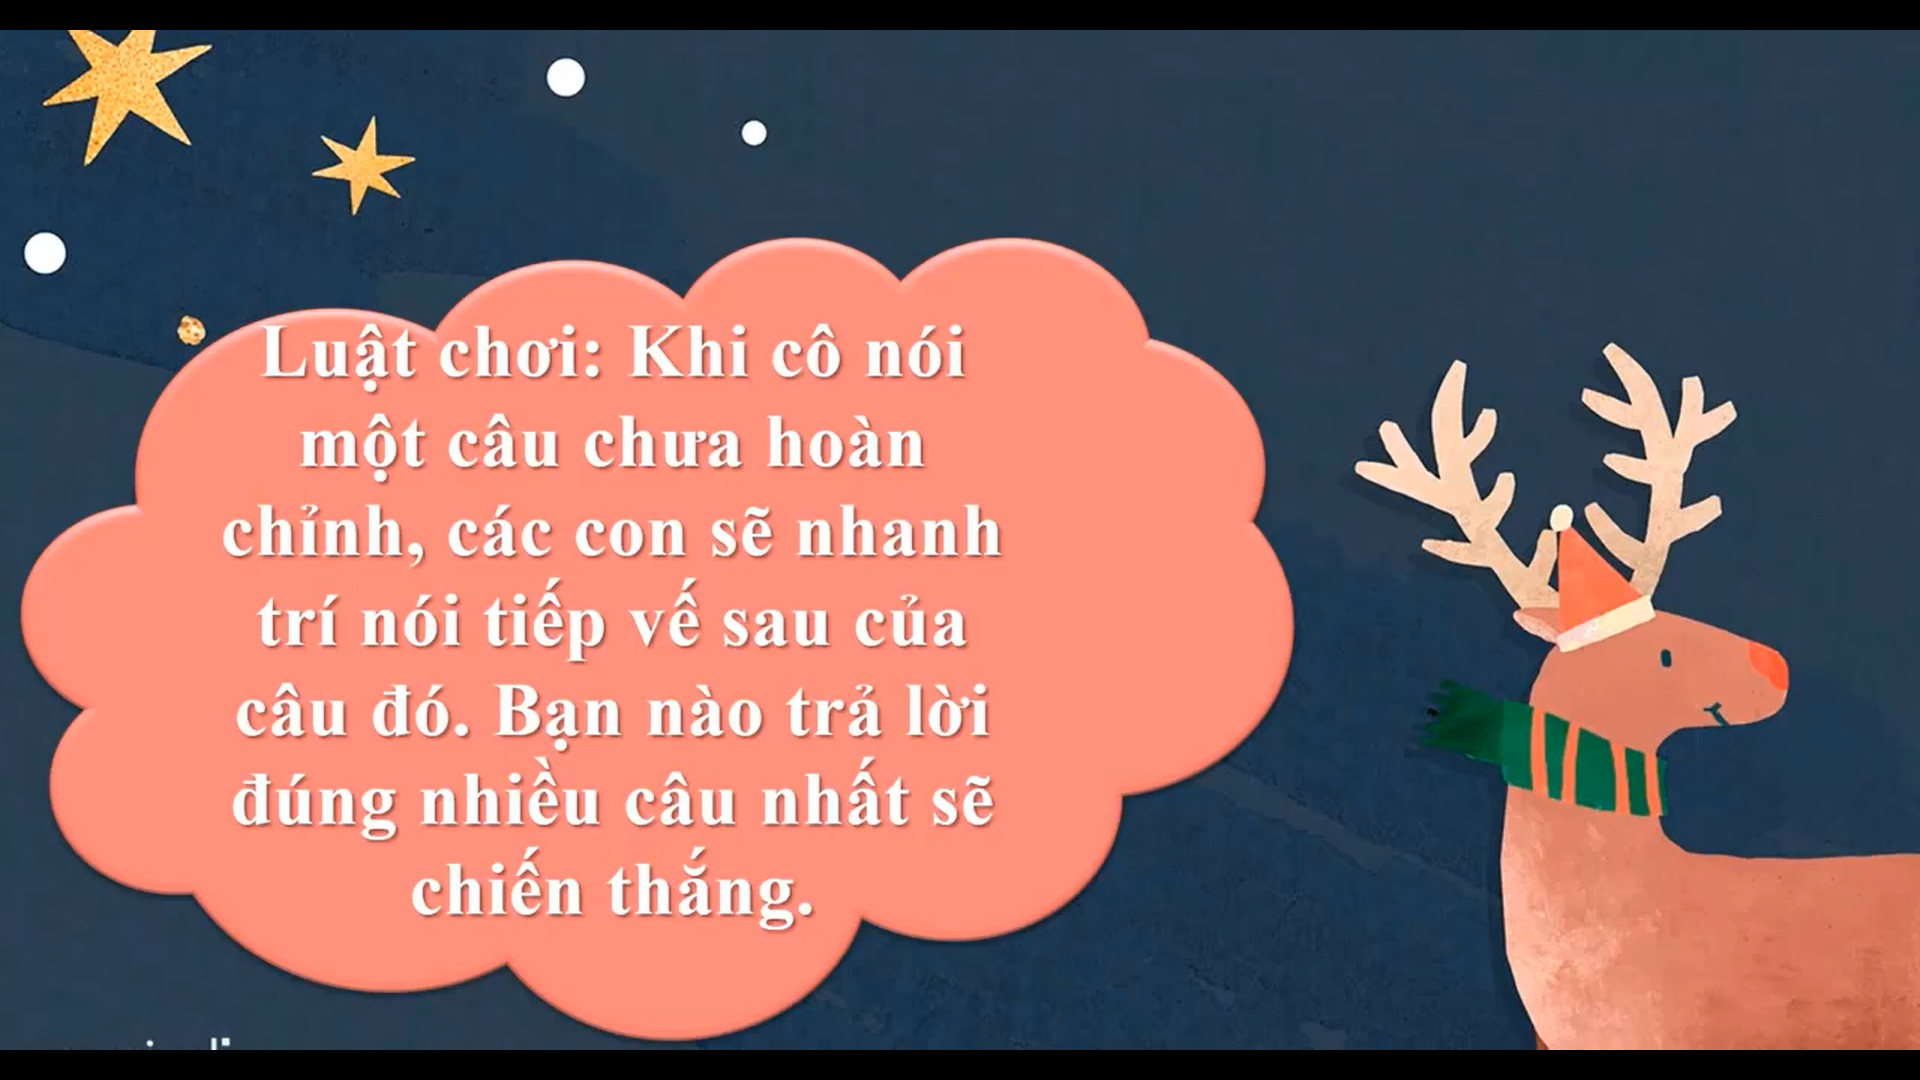 Luật chơi: Khi cô nói
một câu chưa hoàn
chỉnh, các con sẽ nhanh
trí nói tiếp vế sau của
câu đó. Bạn nào trả lời
đúng nhiều câu nhất sẽ
chiến thắng.